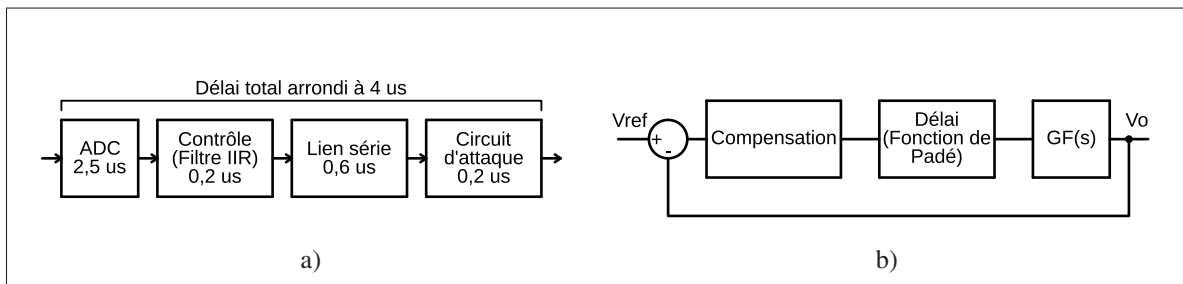 Délai total arrondi à 4 us
ADC
2,5 us
Contrôle
(Filtre IIR)
0,2 us
Lien série
0,6 us
Circuit
d'attaque
0,2 us
a)
Vref
+
-
Compensation
Délai
(Fonction de
Padé)
GF(s)
Vo
b)